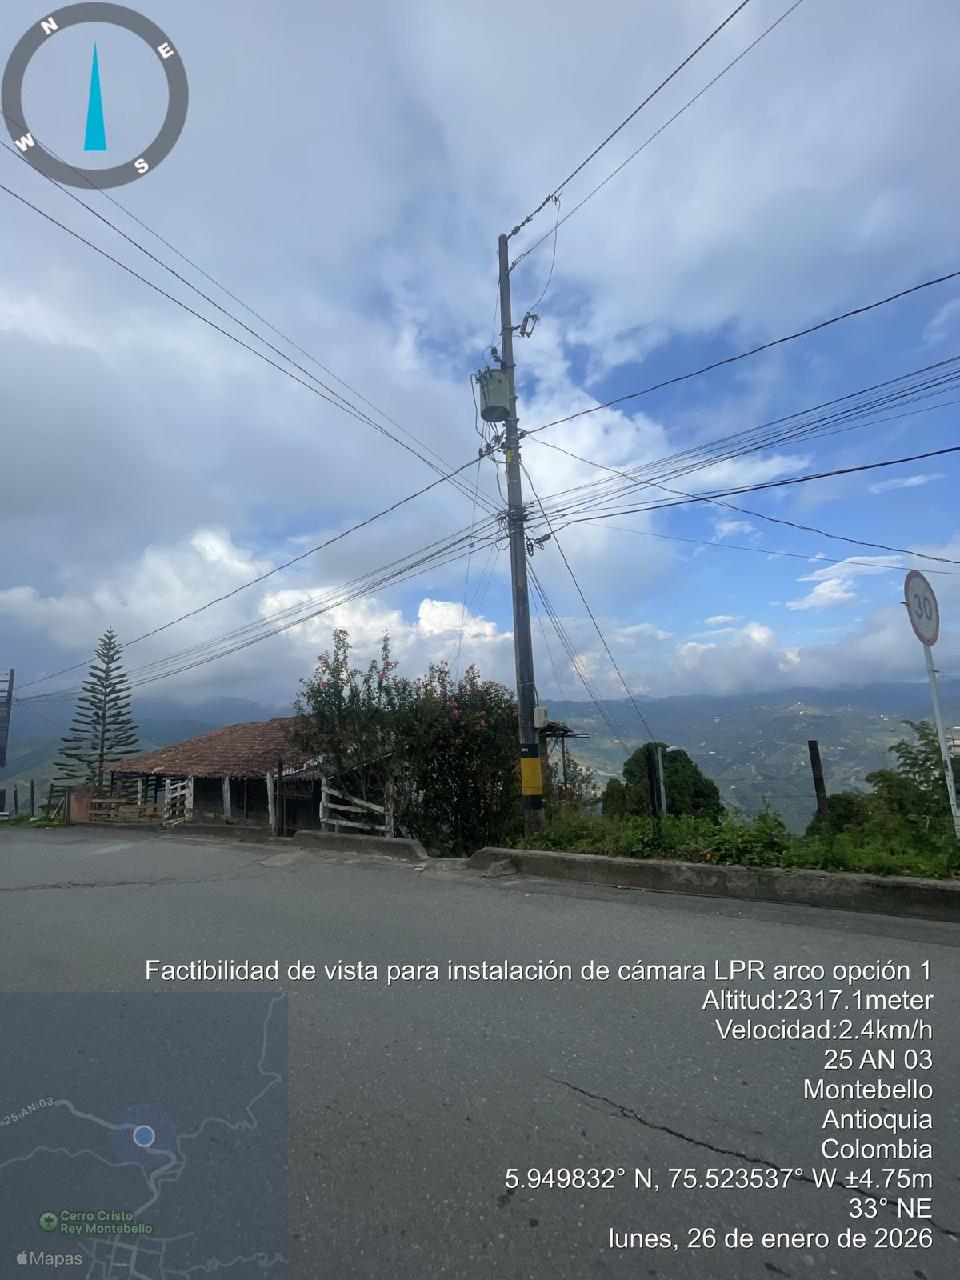 N
E
W
S
30
Factibilidad de vista para instalación de cámara LPR arco opción 1
Altitud:2317.1meter
Velocidad:2.4km/h
25 AN 03
Montebello
Antioquia
Colombia
5.949832° N, 75.523537° W ±4.75m
33° NE
lunes, 26 de enero de 2026
25 AN 03
Cerro Cristo
Rey Montebello
Mapas